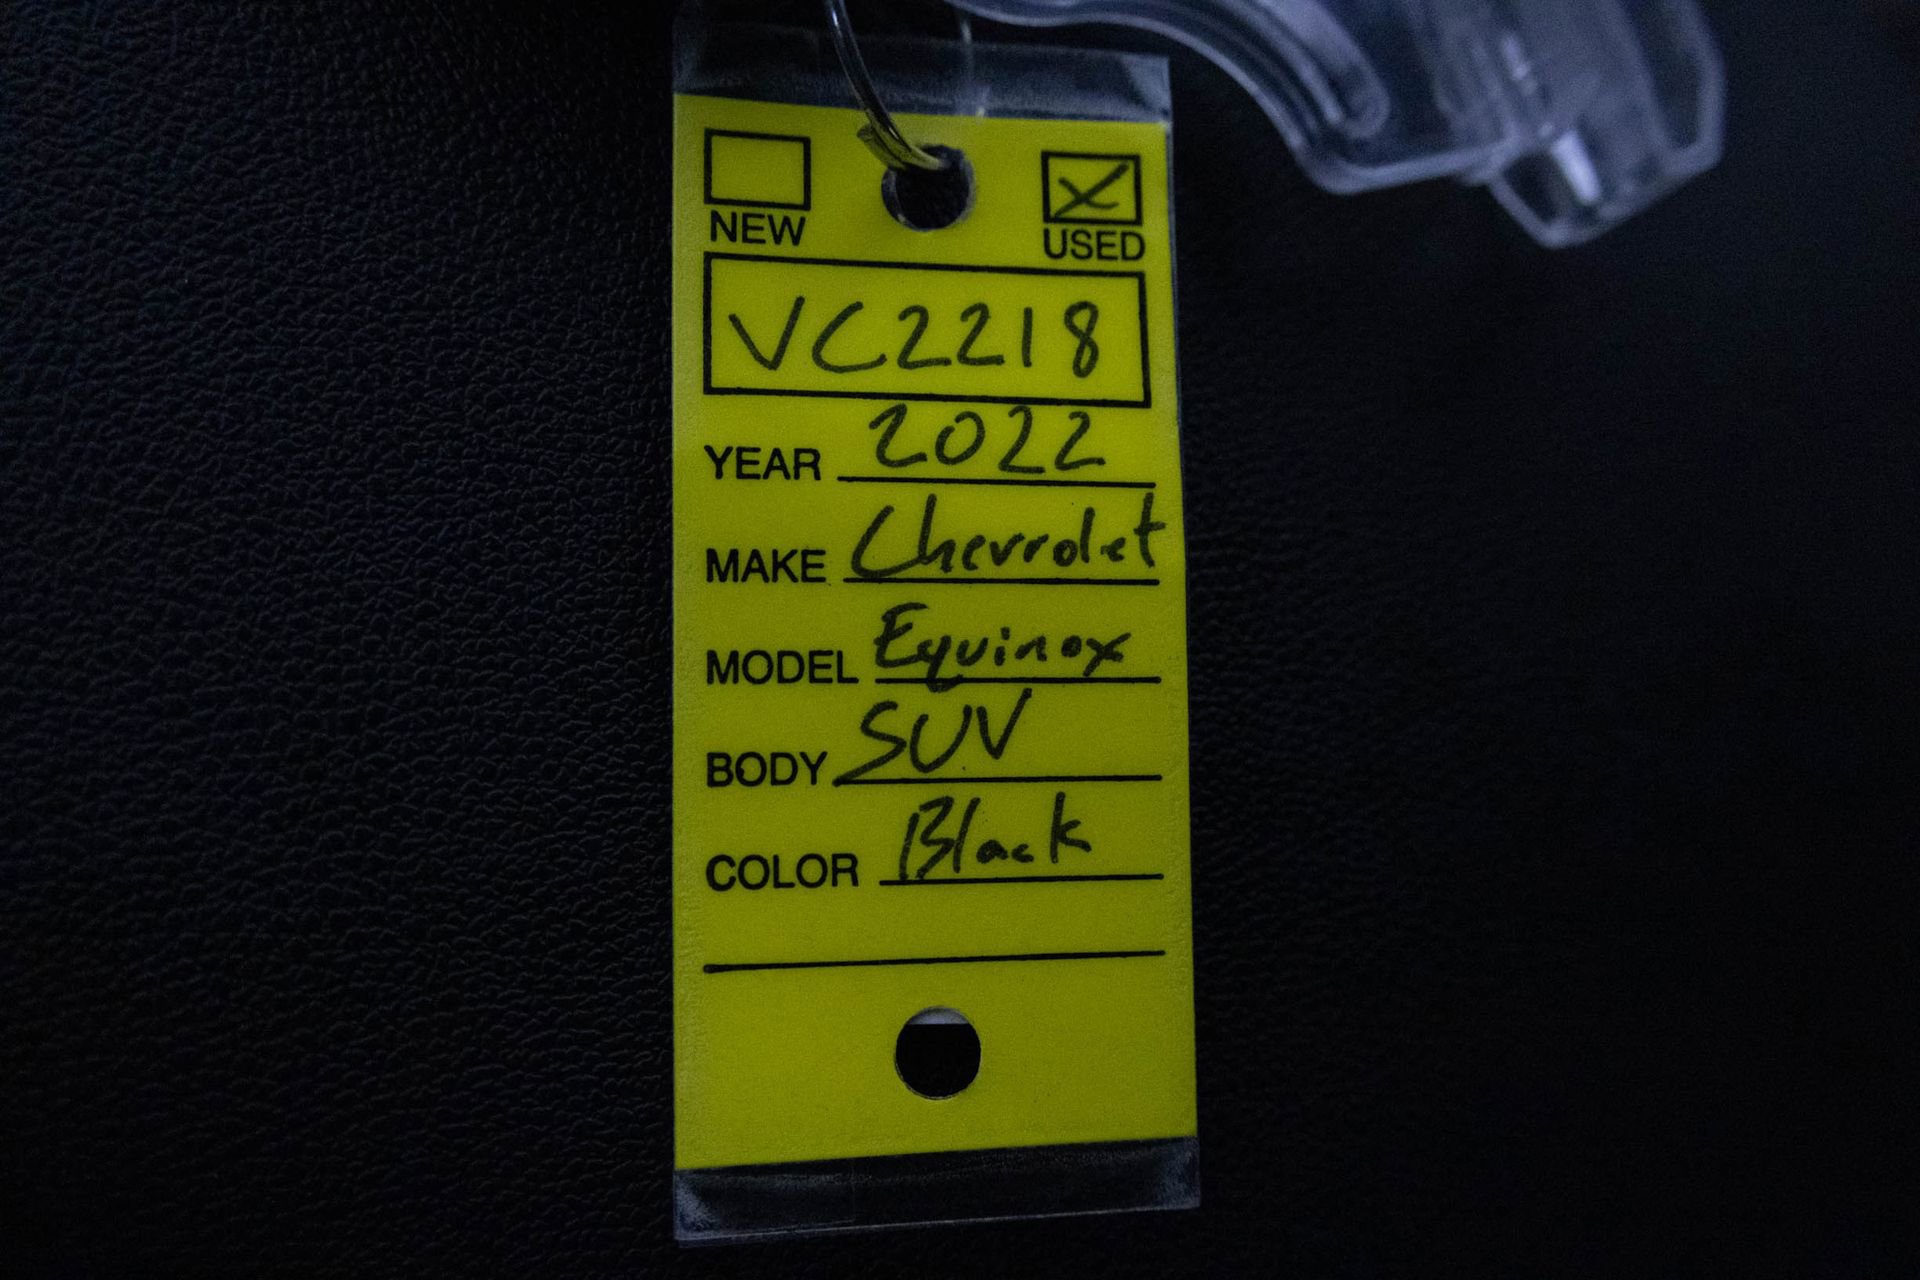 NEW USED
VC2218
YEAR 2022
MAKE Chevrolet
MODEL Equinox
BODY SUV
COLOR Black